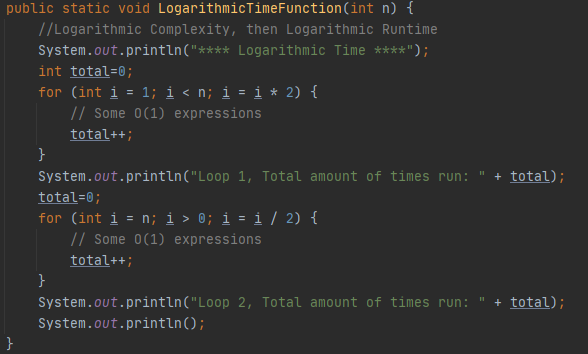 public static void LogarithmicTimeFunction(int n) {
//Logarithmic Complexity, then Logarithmic Runtime
System.out.println("**** Logarithmic Time ****");
int total=0;
for (int i = 1; i < n; i = i * 2) {
// Some O(1) expressions
total++;
}
System.out.println("Loop 1, Total amount of times run: " + total);
total=0;
for (int i = n; i > 0; i = i / 2) {
// Some O(1) expressions
total++;
}
System.out.println("Loop 2, Total amount of times run: " + total);
System.out.println();
}